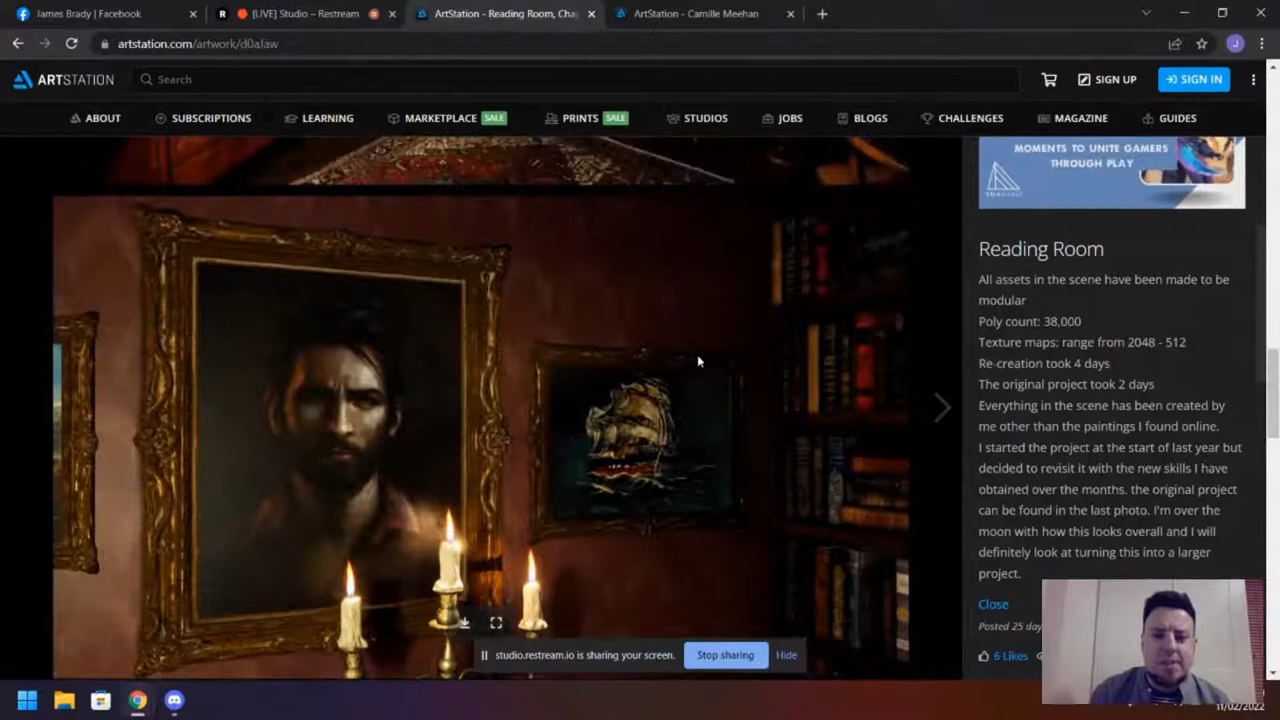 James Brady | Facebook
[LIVE] Studio – Restream
ArtStation - Reading Room, Cha
ArtStation - Camille Meehan
artstation.com/artwork/d0aJaw
J
ARTSTATION
Search
SIGN UP
SIGN IN
ABOUT
SUBSCRIPTIONS
LEARNING
MARKETPLACE SALE
PRINTS SALE
STUDIOS
JOBS
BLOGS
CHALLENGES
MAGAZINE
GUIDES
MOMENTS TO UNITE GAMERS
THROUGH PLAY
Reading Room
All assets in the scene have been made to be
modular
Poly count: 38,000
Texture maps: range from 2048 - 512
Re-creation took 4 days
The original project took 2 days
Everything in the scene has been created by
me other than the paintings I found online.
I started the project at the start of last year but
decided to revisit it with the new skills I have
obtained over the months. the original project
can be found in the last photo. I'm over the
moon with how this looks overall and I will
definitely look at turning this into a larger
project.
Close
Posted 25 day
6 Likes
studio.restream.io is sharing your screen.
Stop sharing
Hide
11/02/2022